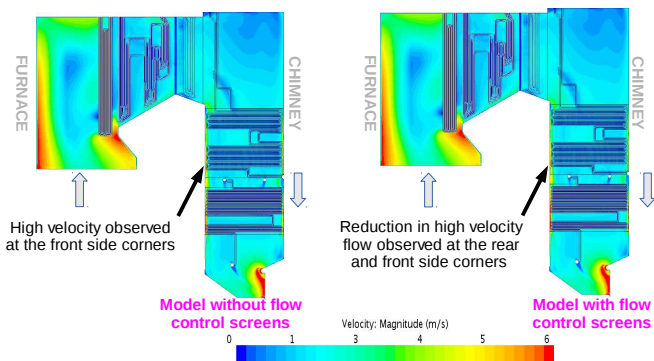 FURNACE
CHIMNEY
High velocity observed
at the front side corners
Model without flow
control screens
FURNACE
CHIMNEY
Reduction in high velocity
flow observed at the rear
and front side corners
Model with flow
control screens
Velocity: Magnitude (m/s)
0 1 2 3 4 5 6